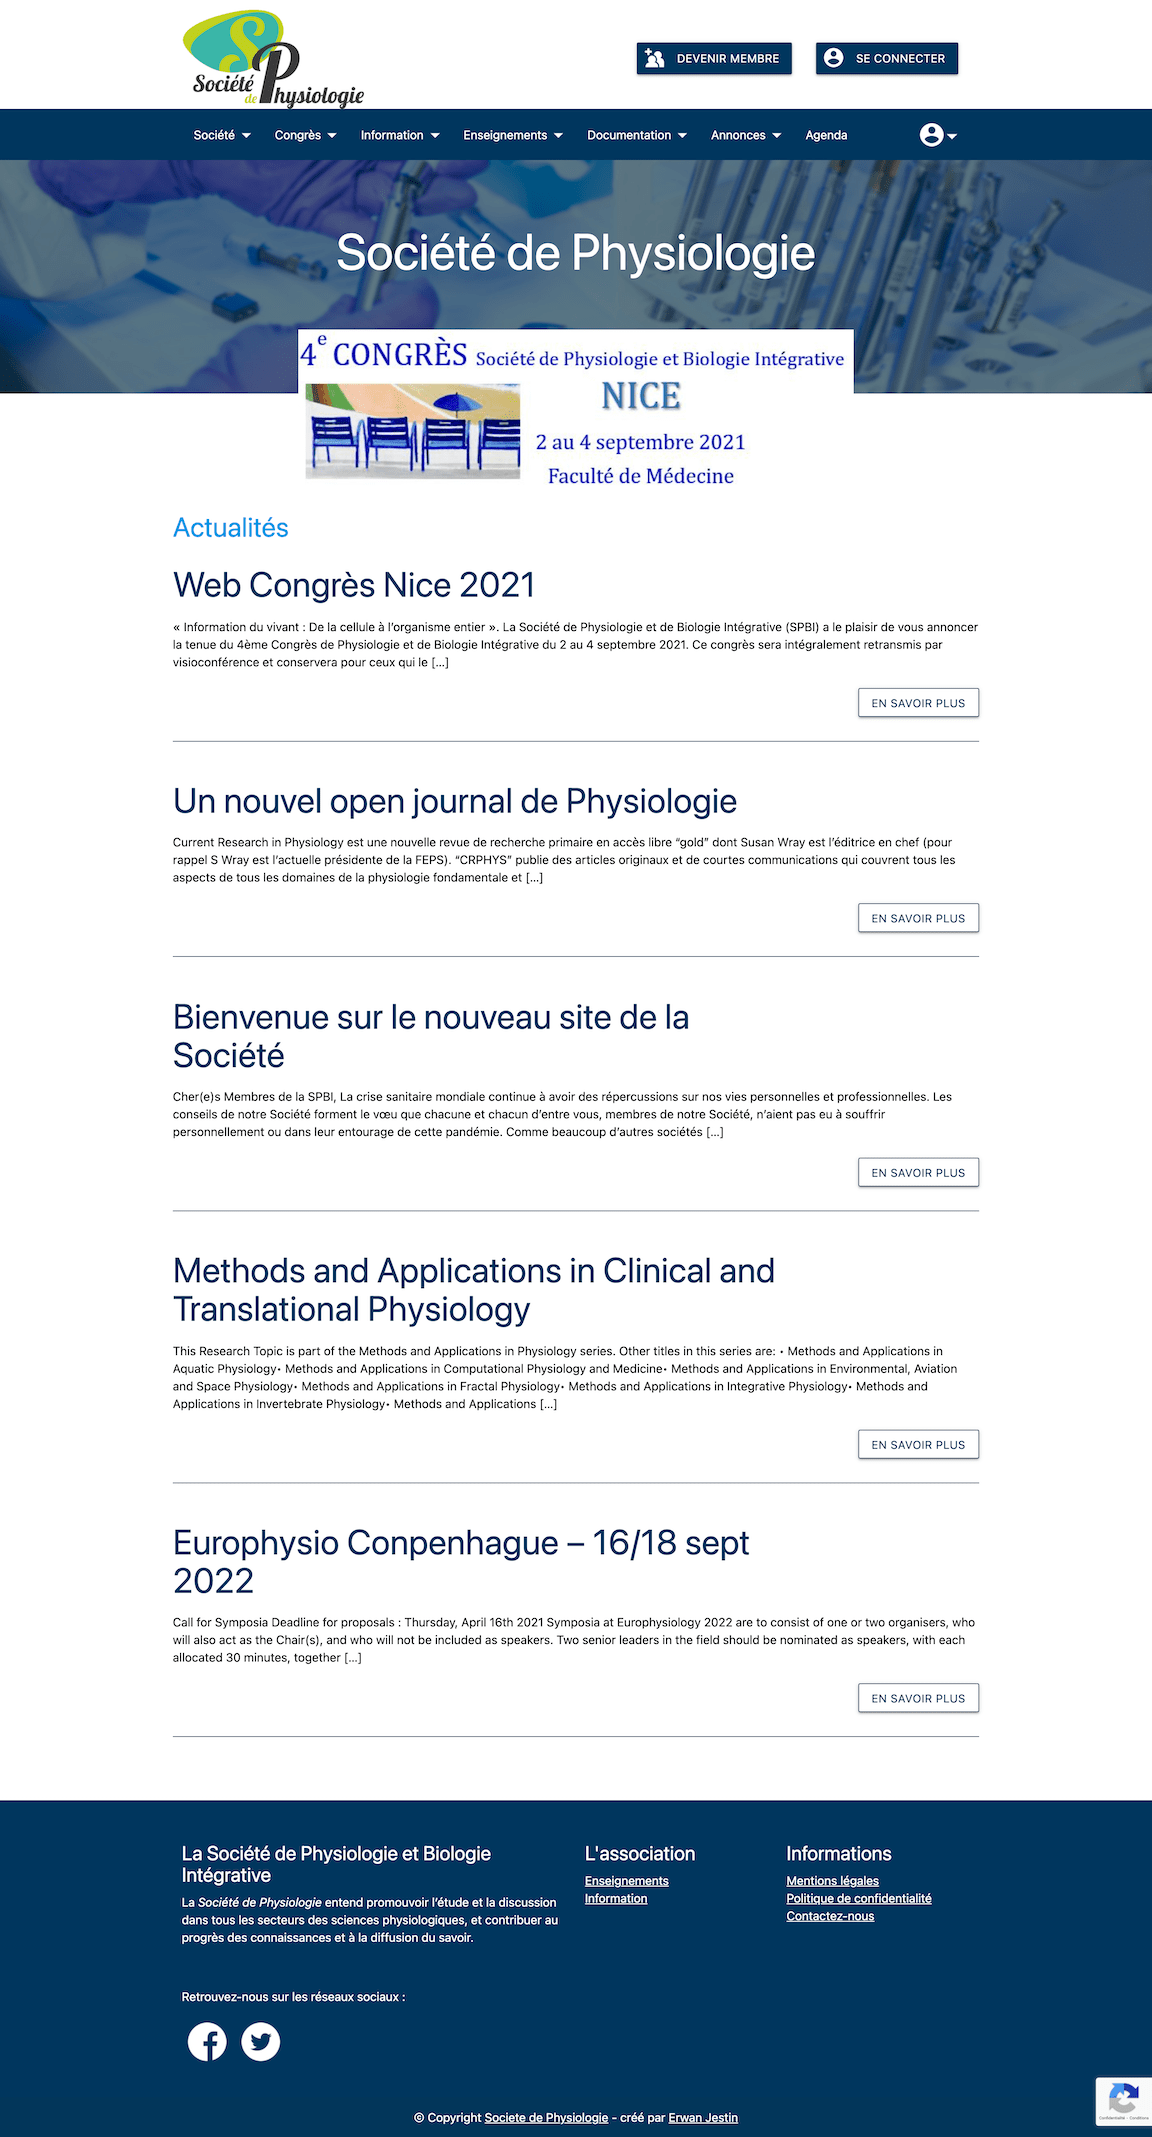 Société
de Physiologie
DEVENIR MEMBRE
SE CONNECTER
Société
Congrès
Information
Enseignements
Documentation
Annonces
Agenda
Société de Physiologie
4e CONGRÈS Société de Physiologie et Biologie Intégrative
NICE
2 au 4 septembre 2021
Faculté de Médecine
Actualités
Web Congrès Nice 2021
« Information du vivant : De la cellule à l’organisme entier ». La Société de Physiologie et de Biologie Intégrative (SPBI) a le plaisir de vous annoncer
la tenue du 4ème Congrès de Physiologie et de Biologie Intégrative du 2 au 4 septembre 2021. Ce congrès sera intégralement retransmis par
visioconférence et conservera pour ceux qui le [...]
EN SAVOIR PLUS
Un nouvel open journal de Physiologie
Current Research in Physiology est une nouvelle revue de recherche primaire en accès libre “gold” dont Susan Wray est l’éditrice en chef (pour
rappel S Wray est l’actuelle présidente de la FEPS). “CRPHYS” publie des articles originaux et de courtes communications qui couvrent tous les
aspects de tous les domaines de la physiologie fondamentale et [...]
EN SAVOIR PLUS
Bienvenue sur le nouveau site de la
Société
Cher(e)s Membres de la SPBI, La crise sanitaire mondiale continue à avoir des répercussions sur nos vies personnelles et professionnelles. Les
conseils de notre Société forment le vœu que chacune et chacun d’entre vous, membres de notre Société, n’aient pas eu à souffrir
personnellement ou dans leur entourage de cette pandémie. Comme beaucoup d’autres sociétés [...]
EN SAVOIR PLUS
Methods and Applications in Clinical and
Translational Physiology
This Research Topic is part of the Methods and Applications in Physiology series. Other titles in this series are: • Methods and Applications in
Aquatic Physiology• Methods and Applications in Computational Physiology and Medicine• Methods and Applications in Environmental, Aviation
and Space Physiology• Methods and Applications in Fractal Physiology• Methods and Applications in Integrative Physiology• Methods and
Applications in Invertebrate Physiology• Methods and Applications [...]
EN SAVOIR PLUS
Europhysio Conpenhague – 16/18 sept
2022
Call for Symposia Deadline for proposals : Thursday, April 16th 2021 Symposia at Europhysiology 2022 are to consist of one or two organisers, who
will also act as the Chair(s), and who will not be included as speakers. Two senior leaders in the field should be nominated as speakers, with each
allocated 30 minutes, together [...]
EN SAVOIR PLUS
La Société de Physiologie et Biologie
Intégrative
La Société de Physiologie entend promouvoir l’étude et la discussion
dans tous les secteurs des sciences physiologiques, et contribuer au
progrès des connaissances et à la diffusion du savoir.
Retrouvez-nous sur les réseaux sociaux :
L'association
Enseignements
Information
Informations
Mentions légales
Politique de confidentialité
Contactez-nous
© Copyright Societe de Physiologie - créé par Erwan Jestin
Confidentialité - Conditions